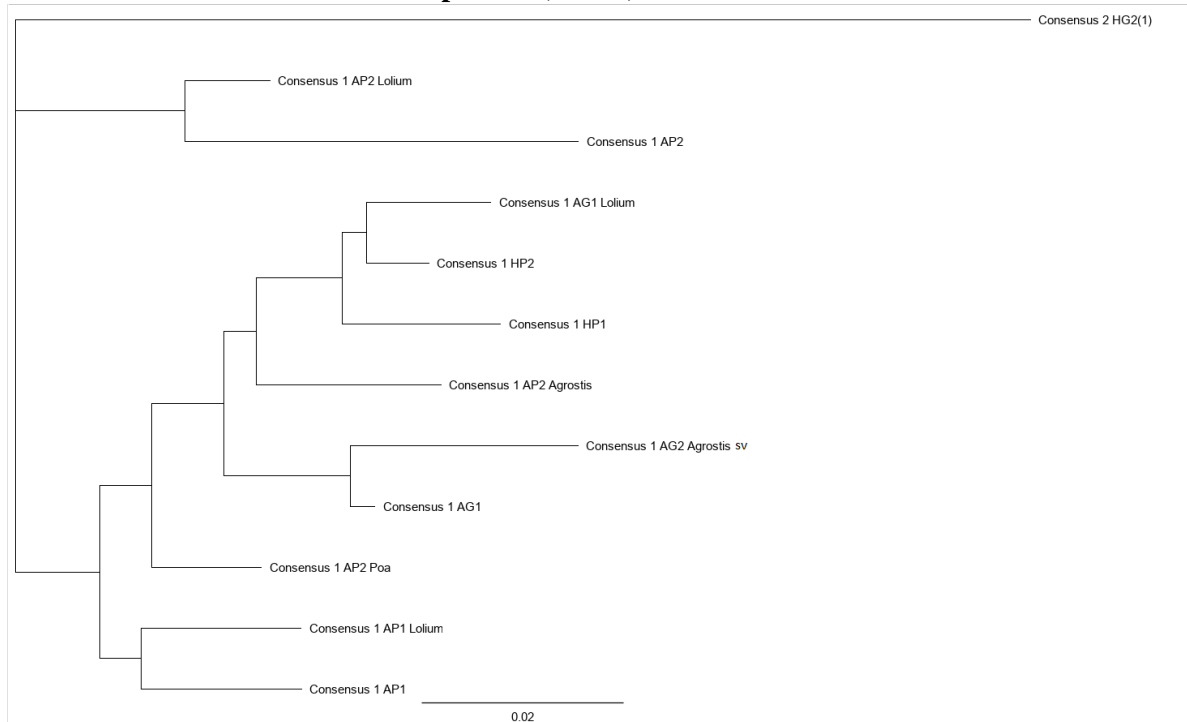 Consensus 2 HG2(1)
Consensus 1 AP2 Lolium
Consensus 1 AP2
Consensus 1 AG1 Lolium
Consensus 1 HP2
Consensus 1 HP1
Consensus 1 AP2 Agrostis
Consensus 1 AG2 Agrostis sv
Consensus 1 AG1
Consensus 1 AP2 Poa
Consensus 1 AP1 Lolium
Consensus 1 AP1
0.02